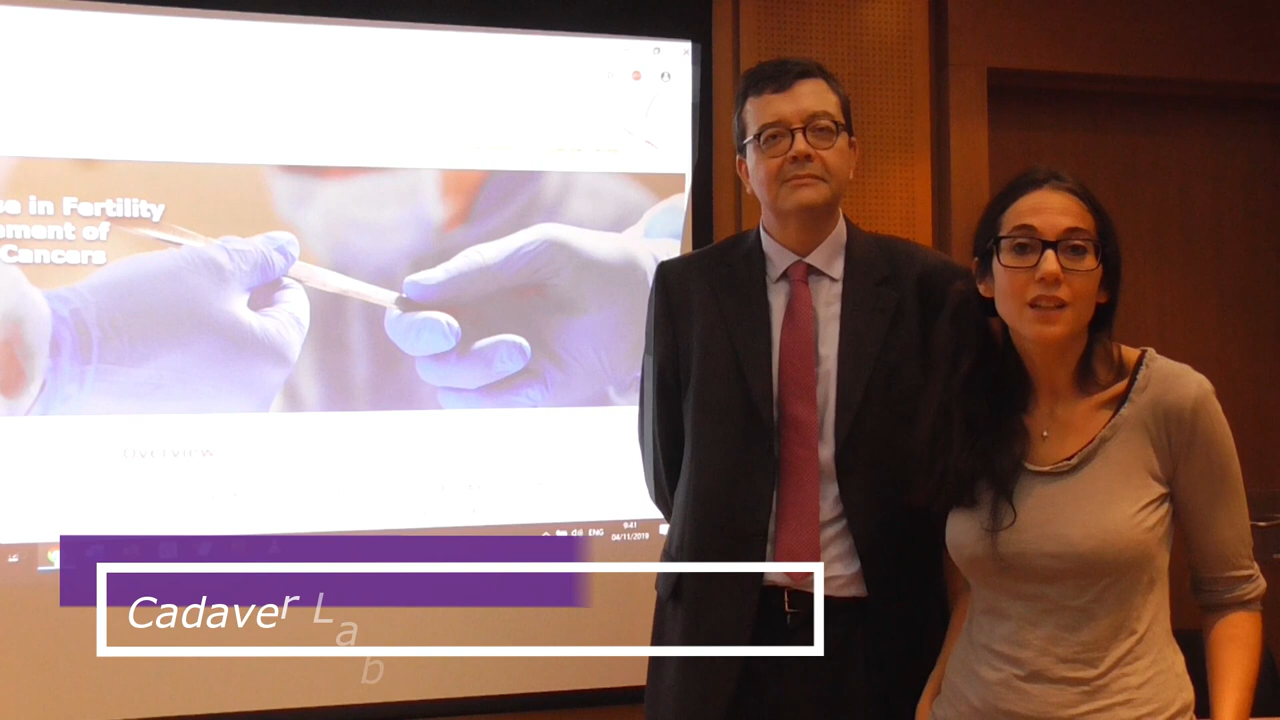 se in Fertility
ement of
Cancers
Overview
ENG
9:41
04/11/2019
Cadaver Lab